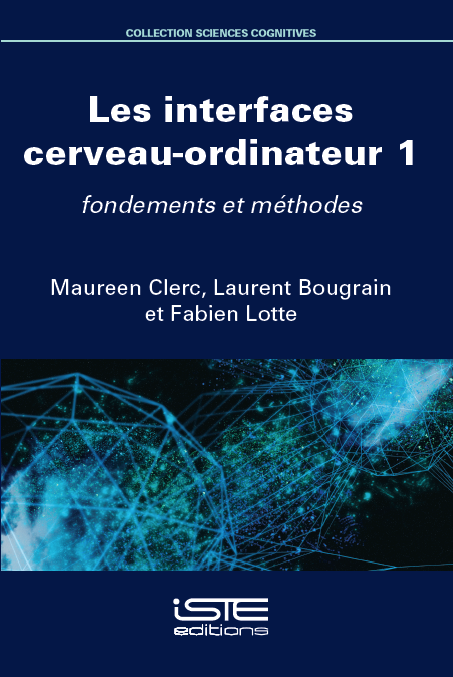 COLLECTION SCIENCES COGNITIVES
Les interfaces
cerveau-ordinateur 1
fondements et méthodes
Maureen Clerc, Laurent Bougrain
et Fabien Lotte
iSTE
editions